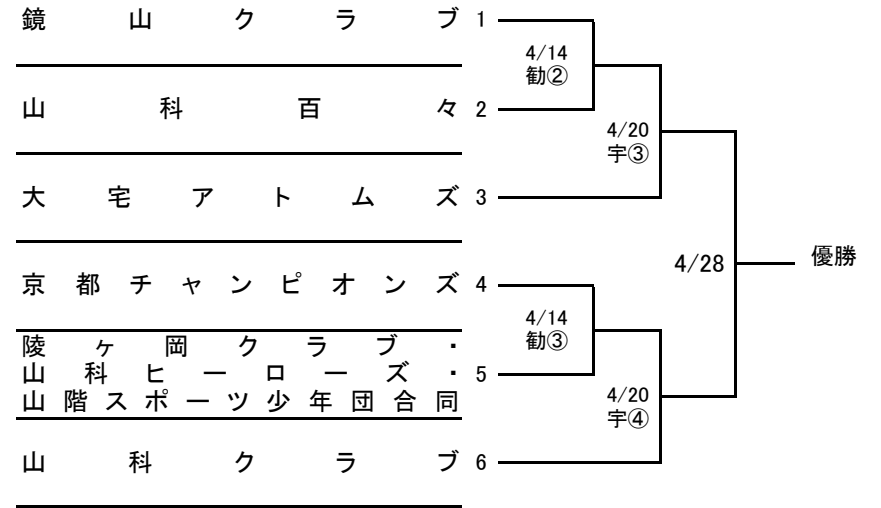 鏡山クラブ 1
4/14
勧②
山科百々 2
4/20
宇③
大宅アトムズ 3
4/28
優勝
京都チャンピオンズ 4
4/14
勧③
陵ヶ岡クラブ・
山科ヒーローズ・ 5
山階スポーツ少年団合同
4/20
宇④
山科クラブ 6